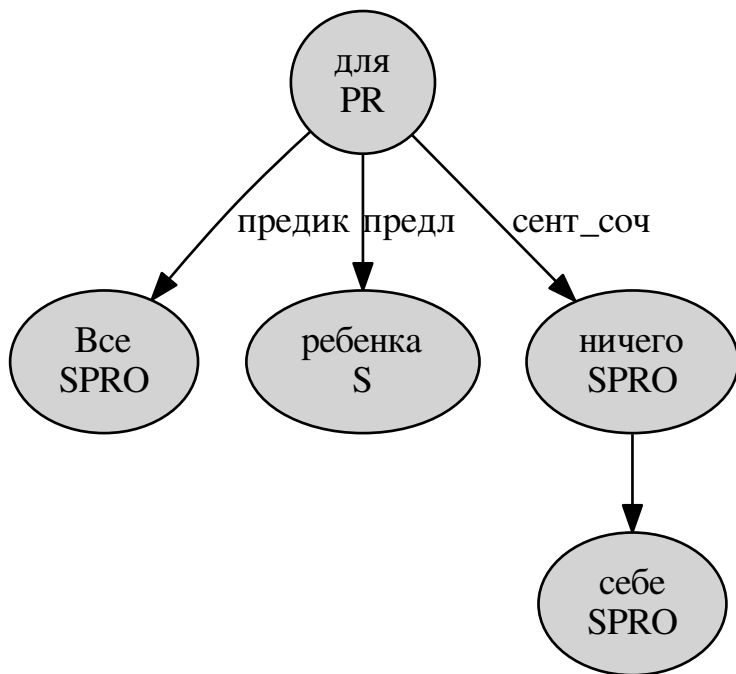 для
PR
предик
предл
сент_соч
Все
SPRO
ребенка
S
ничего
SPRO
себе
SPRO